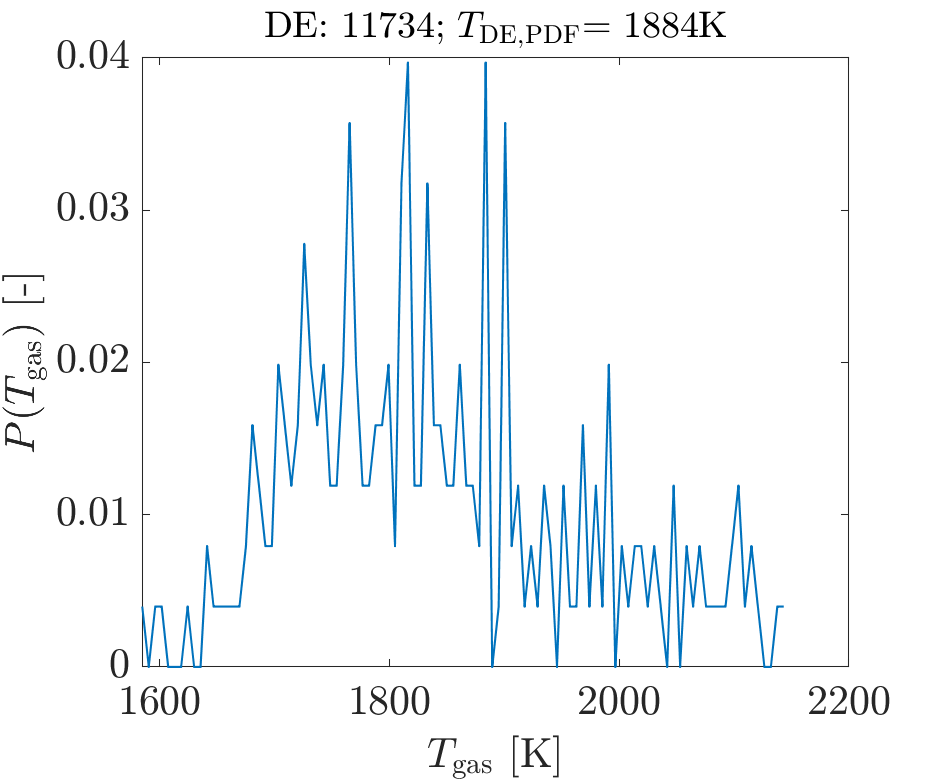 DE: 11734; T_DE,PDF= 1884K
0.04
0.03
0.02
0.01
0
P(T_gas) [-]
1600 1800 2000 2200
T_gas [K]